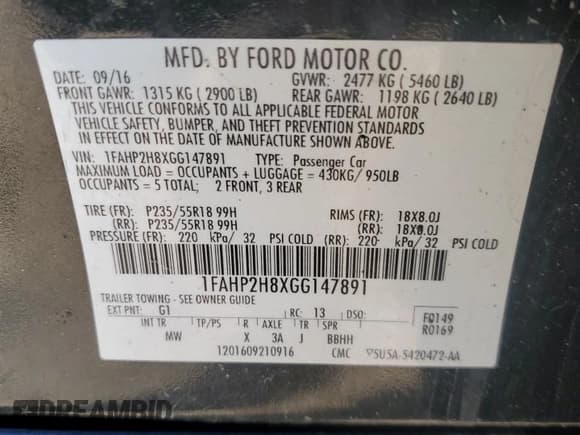 MFD. BY FORD MOTOR CO.
DATE: 09/16 GVWR: 2477 KG ( 5460 LB)
FRONT GAWR: 1315 KG ( 2900 LB) REAR GAWR: 1198 KG ( 2640 LB)
THIS VEHICLE CONFORMS TO ALL APPLICABLE FEDERAL MOTOR
VEHICLE SAFETY, BUMPER, AND THEFT PREVENTION STANDARDS
IN EFFECT ON THE DATE OF MANUFACTURE SHOWN ABOVE.
VIN: 1FAHP2H8XGG147891 TYPE: Passenger Car
MAXIMUM LOAD = OCCUPANTS + LUGGAGE = 430KG/ 950LB
OCCUPANTS = 5 TOTAL; 2 FRONT, 3 REAR
TIRE (FR): P235/55R18 99H RIMS (FR): 18X8.0J
(RR): P235/55R18 99H (RR): 18X8.0J
PRESSURE (FR): 220 kPa/ 32 PSI COLD (RR): 220 kPa/ 32 PSI COLD
1FAHP2H8XGG147891
TRAILER TOWING - SEE OWNER GUIDE
EXT PNT: G1 RC: 13 DSO: FQ149
R0169
INT TR TP/PS R AXLE TR SPR
MW X 3A J BBHH
1201609210916 CMC ▽5U5A-5420472-AA
DREAMBID